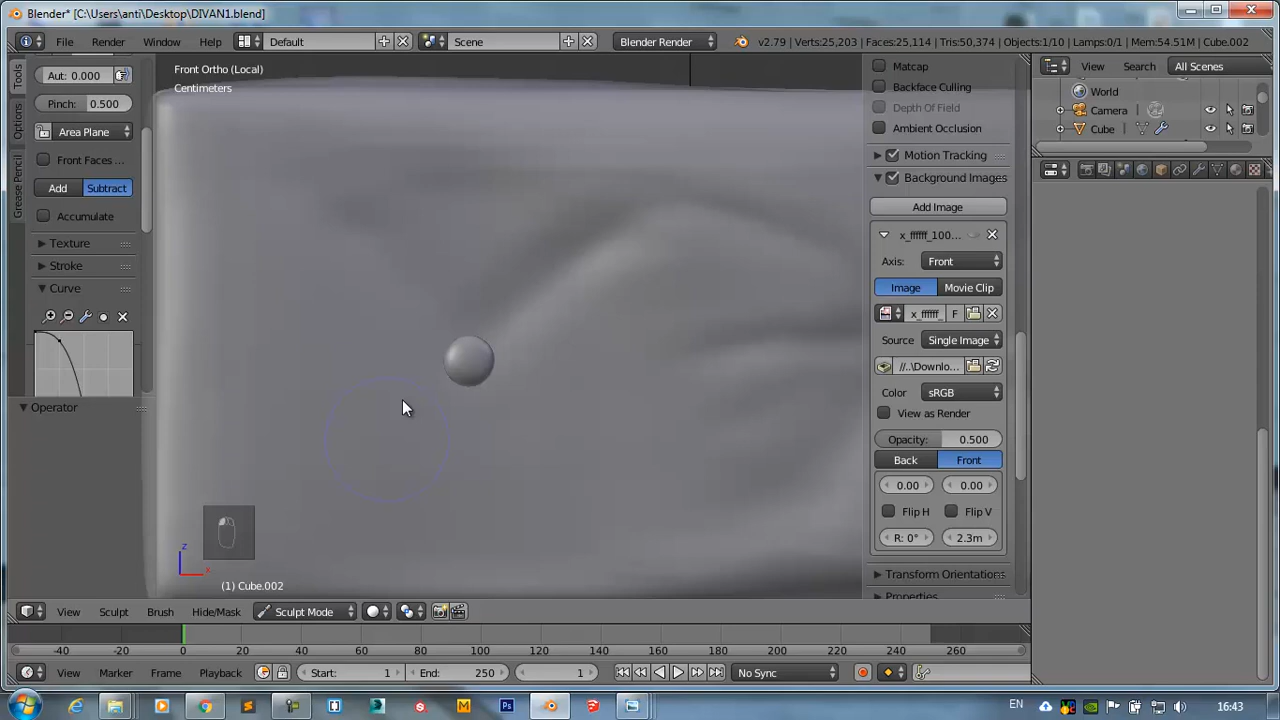 Blender* [C:\Users\anti\Desktop\DIVAN1.blend]
File Render Window Help Default Scene Blender Render v2.79 | Verts:25,203 | Faces:25,114 | Tris:50,374 | Objects:1/10 | Lamps:0/1 | Mem:54.51M | Cube.002
Tools
Options
Grease Pencil
Aut: 0.000
Pinch: 0.500
Area Plane
Front Faces ...
Add Subtract
Accumulate
Texture
Stroke
Curve
Operator
Front Ortho (Local)
Centimeters
z
x
(1) Cube.002
Matcap
Backface Culling
Depth Of Field
Ambient Occlusion
Motion Tracking
Background Images
Add Image
x_ffffff_100...
Axis: Front
Image Movie Clip
x_ffffff_ F
Source Single Image
//..\Downlo...
Color sRGB
View as Render
Opacity: 0.500
Back Front
0.00 0.00
Flip H Flip V
R: 0° 2.3m
Transform Orientations
Properties
View Search All Scenes
World
Camera
Cube
View Sculpt Brush Hide/Mask Sculpt Mode
-40 -20 0 20 40 60 80 100 120 140 160 180 200 220 240 260
View Marker Frame Playback Start: 1 End: 250 1 No Sync
EN 16:43